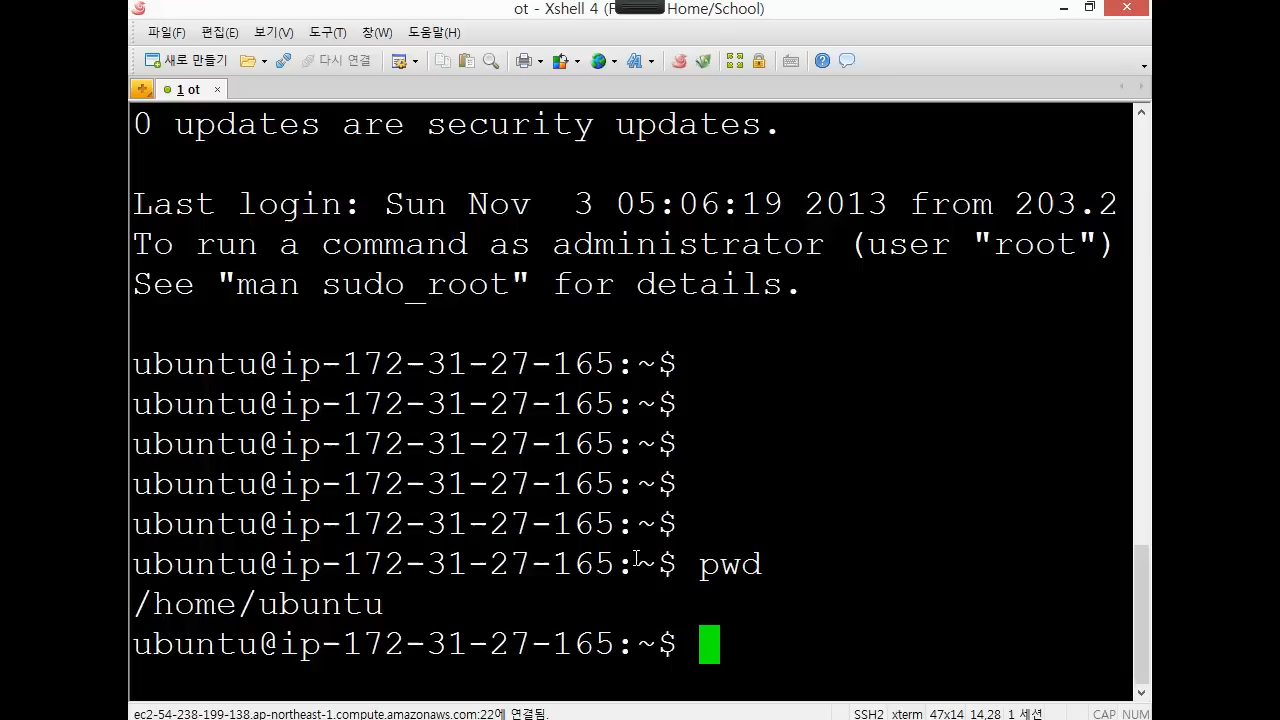 ot - Xshell 4 (F Home/School)
파일(F) 편집(E) 보기(V) 도구(T) 창(W) 도움말(H)
새로 만들기 다시 연결
1 ot ×
0 updates are security updates.
Last login: Sun Nov  3 05:06:19 2013 from 203.2
To run a command as administrator (user "root")
See "man sudo_root" for details.
ubuntu@ip-172-31-27-165:~$
ubuntu@ip-172-31-27-165:~$
ubuntu@ip-172-31-27-165:~$
ubuntu@ip-172-31-27-165:~$
ubuntu@ip-172-31-27-165:~$
ubuntu@ip-172-31-27-165:~$ pwd
/home/ubuntu
ubuntu@ip-172-31-27-165:~$
ec2-54-238-199-138.ap-northeast-1.compute.amazonaws.com:22에 연결됨. SSH2 xterm 47x14 14,28 1 세션 CAP NUM